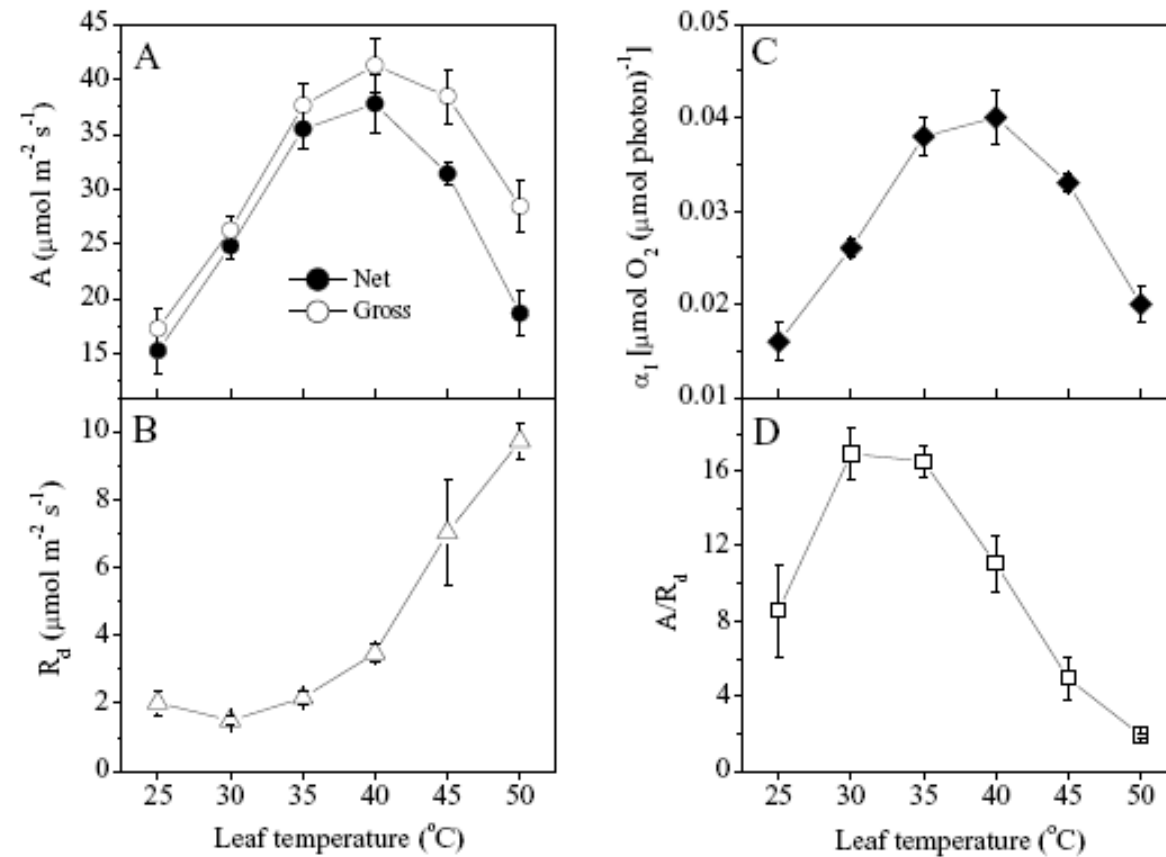 A
A (μmol m⁻² s⁻¹)
45
40
35
30
25
20
15
Net
Gross
B
R_d (μmol m⁻² s⁻¹)
10
8
6
4
2
0
25 30 35 40 45 50
Leaf temperature (°C)
C
α_I [μmol O₂ (μmol photon)⁻¹]
0.05
0.04
0.03
0.02
0.01
D
A/R_d
16
12
8
4
0
25 30 35 40 45 50
Leaf temperature (°C)